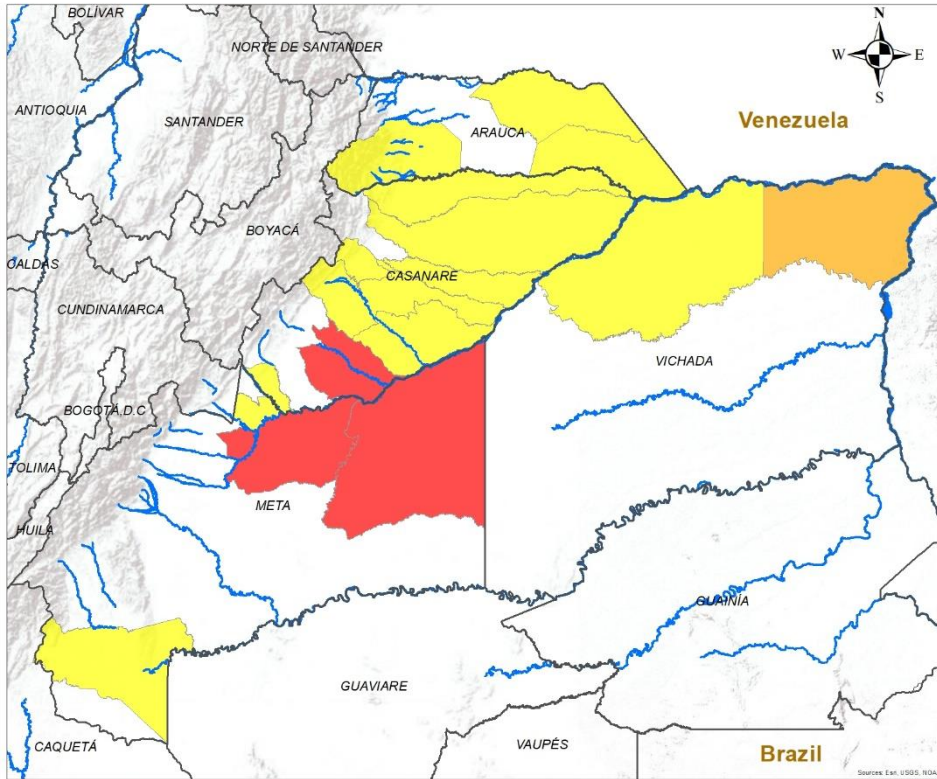 BOLÍVAR
N
NORTE DE SANTANDER
W
E
S
ANTIOQUIA
SANTANDER
ARAUCA
Venezuela
BOYACÁ
CALDAS
CASANARE
CUNDINAMARCA
VICHADA
BOGOTÁ D.C
TOLIMA
META
HUILA
GUAINÍA
GUAVIARE
CAQUETÁ
VAUPÉS
Brazil
Sources: Esri, USGS, NOA